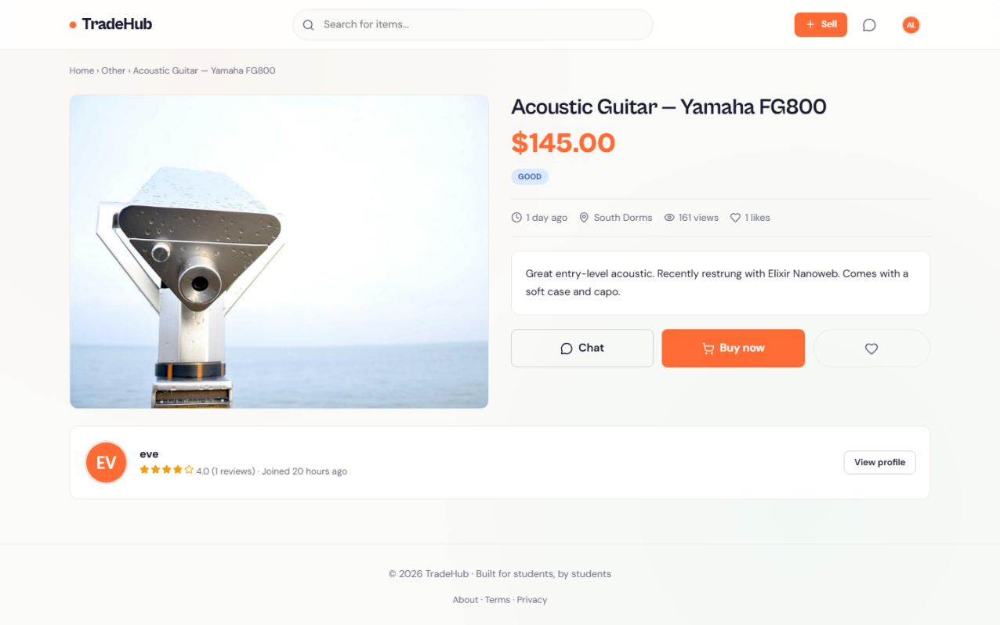 TradeHub
Search for items...
Sell
AL
Home › Other › Acoustic Guitar — Yamaha FG800
Acoustic Guitar — Yamaha FG800
$145.00
GOOD
1 day ago South Dorms 161 views 1 likes
Great entry-level acoustic. Recently restrung with Elixir Nanoweb. Comes with a
soft case and capo.
Chat
Buy now
EV
eve
4.0 (1 reviews) · Joined 20 hours ago
View profile
© 2026 TradeHub · Built for students, by students
About · Terms · Privacy